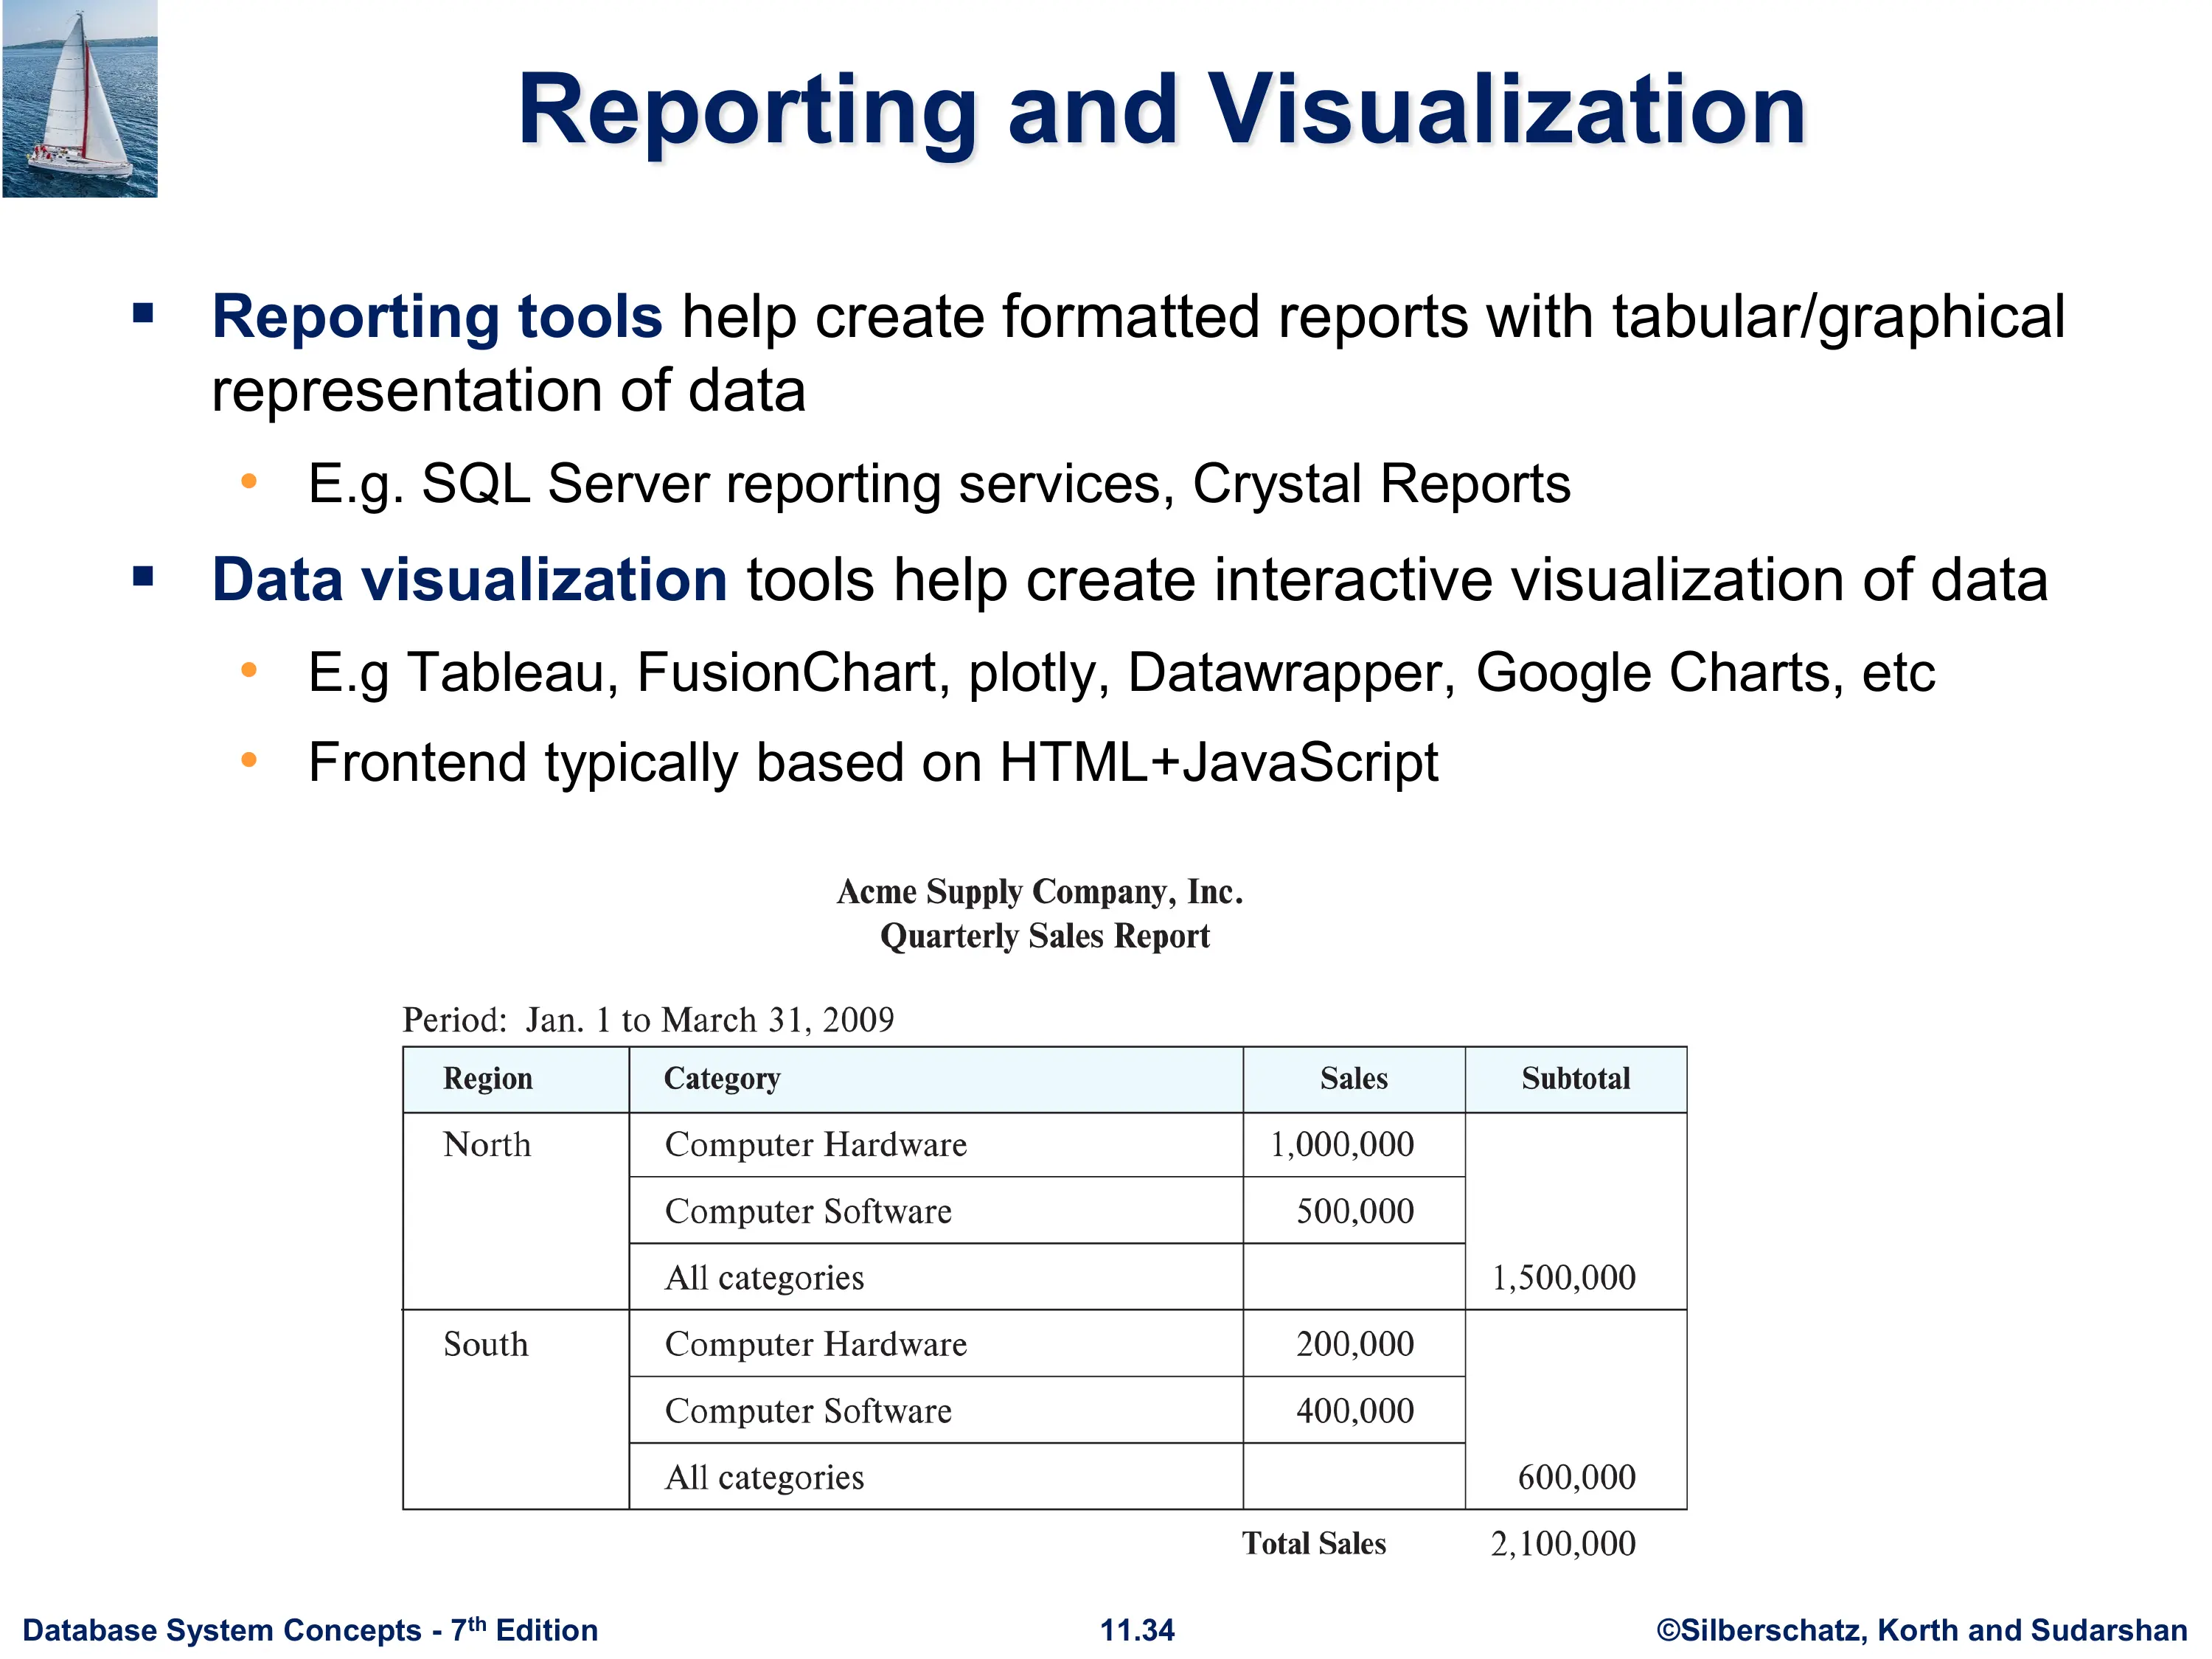 Reporting and Visualization
▪ Reporting tools help create formatted reports with tabular/graphical
representation of data
• E.g. SQL Server reporting services, Crystal Reports
▪ Data visualization tools help create interactive visualization of data
• E.g Tableau, FusionChart, plotly, Datawrapper, Google Charts, etc
• Frontend typically based on HTML+JavaScript
Acme Supply Company, Inc.
Quarterly Sales Report
Period: Jan. 1 to March 31, 2009
Region Category Sales Subtotal
North Computer Hardware 1,000,000
Computer Software 500,000
All categories 1,500,000
South Computer Hardware 200,000
Computer Software 400,000
All categories 600,000
Total Sales 2,100,000
Database System Concepts - 7th Edition 11.34 ©Silberschatz, Korth and Sudarshan